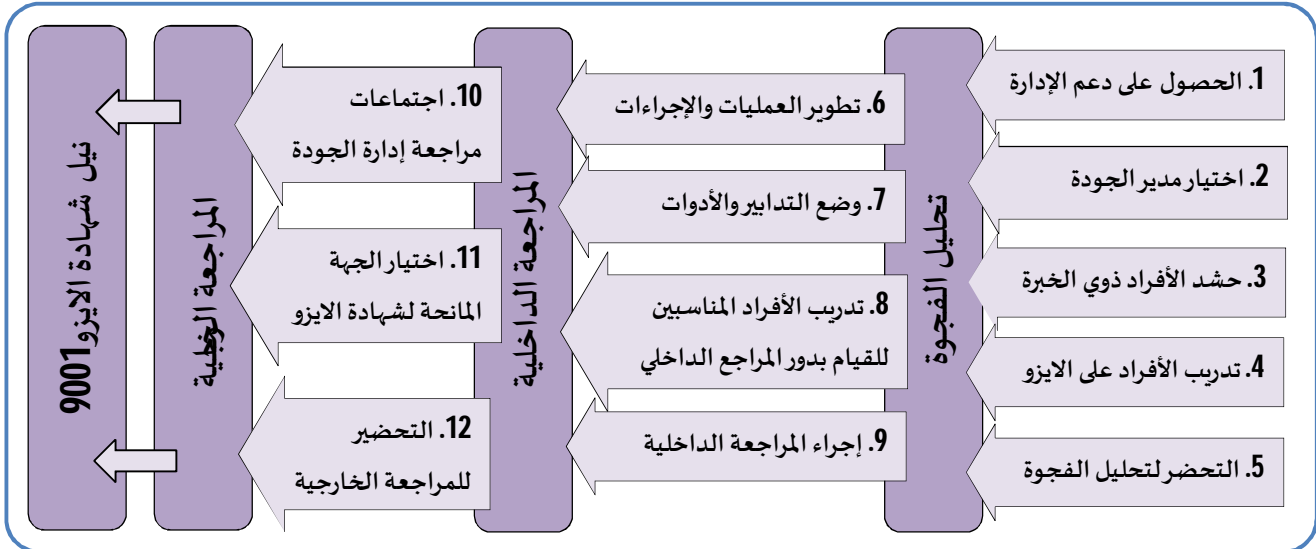 1. الحصول على دعم الإدارة
2. اختيار مدير الجودة
3. حشد الأفراد ذوي الخبرة
4. تدريب الأفراد على الايزو
5. التحضر لتحليل الفجوة
تحليل الفجوة
6. تطوير العمليات والإجراءات
7. وضع التدابير والأدوات
8. تدريب الأفراد المناسبين
للقيام بدور المراجع الداخلي
9. إجراء المراجعة الداخلية
المراجعة الداخلية
10. اجتماعات
مراجعة إدارة الجودة
11. اختيار الجهة
المانحة لشهادة الايزو
12. التحضير
للمراجعة الخارجية
المراجعة
نيل شهادة الايزو9001